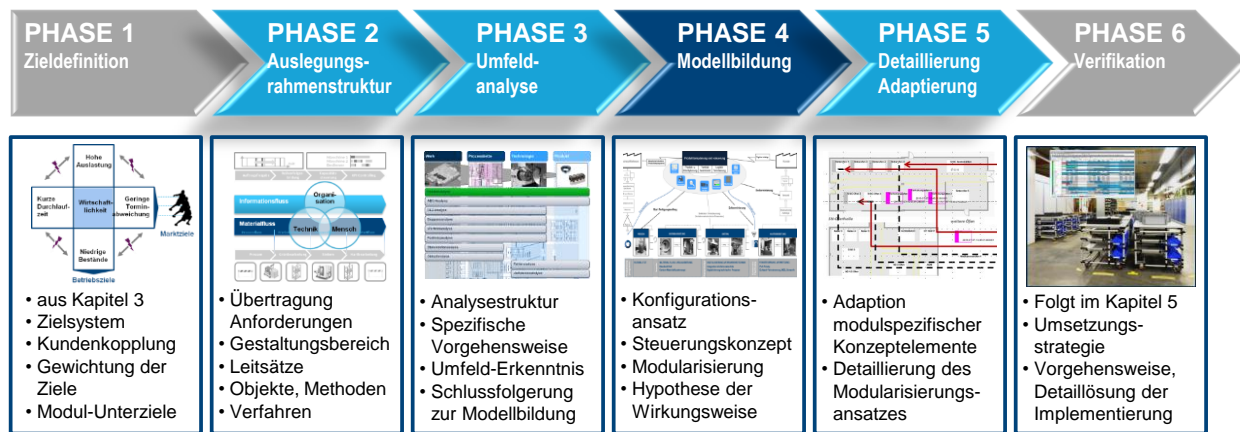 PHASE 1
Zieldefinition
PHASE 2
Auslegungs-
rahmenstruktur
PHASE 3
Umfeld-
analyse
PHASE 4
Modellbildung
PHASE 5
Detaillierung
Adaptierung
PHASE 6
Verifikation
Hohe
Auslastung
Kurze
Durchlauf-
zeit
Wirtschaft-
lichkeit
Geringe
Termin-
abweichung
Marktziele
Niedrige
Bestände
Betriebsziele
• aus Kapitel 3
• Zielsystem
• Kundenkopplung
• Gewichtung der
Ziele
• Modul-Unterziele
Organi-
sation
Informationsfluss
Materialfluss
Technik
Mensch
• Übertragung
Anforderungen
• Gestaltungsbereich
• Leitsätze
• Objekte, Methoden
• Verfahren
• Analysestruktur
• Spezifische
Vorgehensweise
• Umfeld-Erkenntnis
• Schlussfolgerung
zur Modellbildung
• Konfigurations-
ansatz
• Steuerungskonzept
• Modularisierung
• Hypothese der
Wirkungsweise
• Adaption
modulspezifischer
Konzeptelemente
• Detaillierung des
Modularisierungs-
ansatzes
• Folgt im Kapitel 5
• Umsetzungs-
strategie
• Vorgehensweise,
Detaillösung der
Implementierung